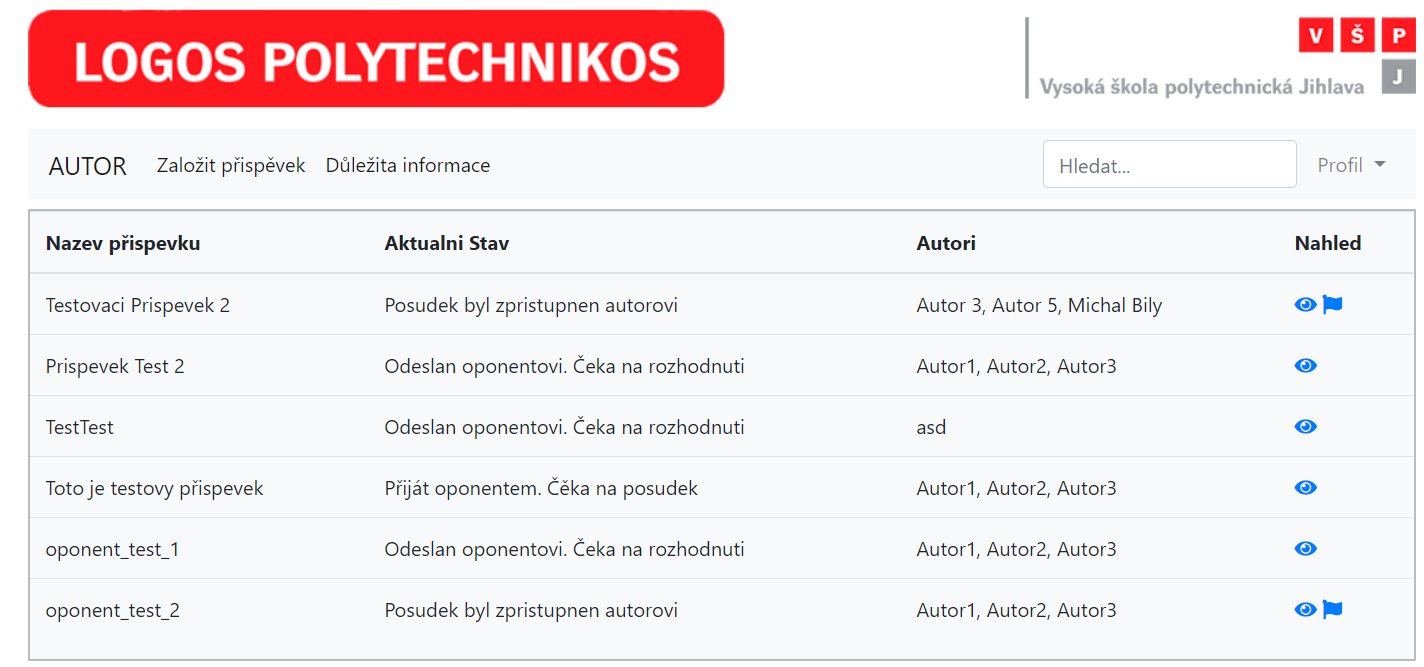 LOGOS POLYTECHNIKOS
V Š P
J
Vysoká škola polytechnická Jihlava
AUTOR Založit přispěvek Důležita informace Hledat... Profil
Nazev přispevku Aktualni Stav Autori Nahled
Testovaci Prispevek 2 Posudek byl zpristupnen autorovi Autor 3, Autor 5, Michal Bily
Prispevek Test 2 Odeslan oponentovi. Čeka na rozhodnuti Autor1, Autor2, Autor3
TestTest Odeslan oponentovi. Čeka na rozhodnuti asd
Toto je testovy přispevek Přiját oponentem. Čěka na posudek Autor1, Autor2, Autor3
oponent_test_1 Odeslan oponentovi. Čeka na rozhodnuti Autor1, Autor2, Autor3
oponent_test_2 Posudek byl zpristupnen autorovi Autor1, Autor2, Autor3